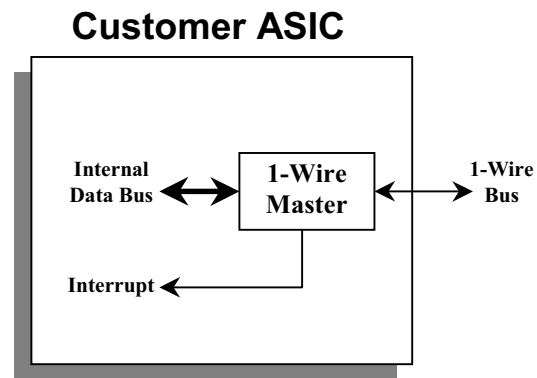 Customer ASIC
Internal
Data Bus
1-Wire
Master
1-Wire
Bus
Interrupt